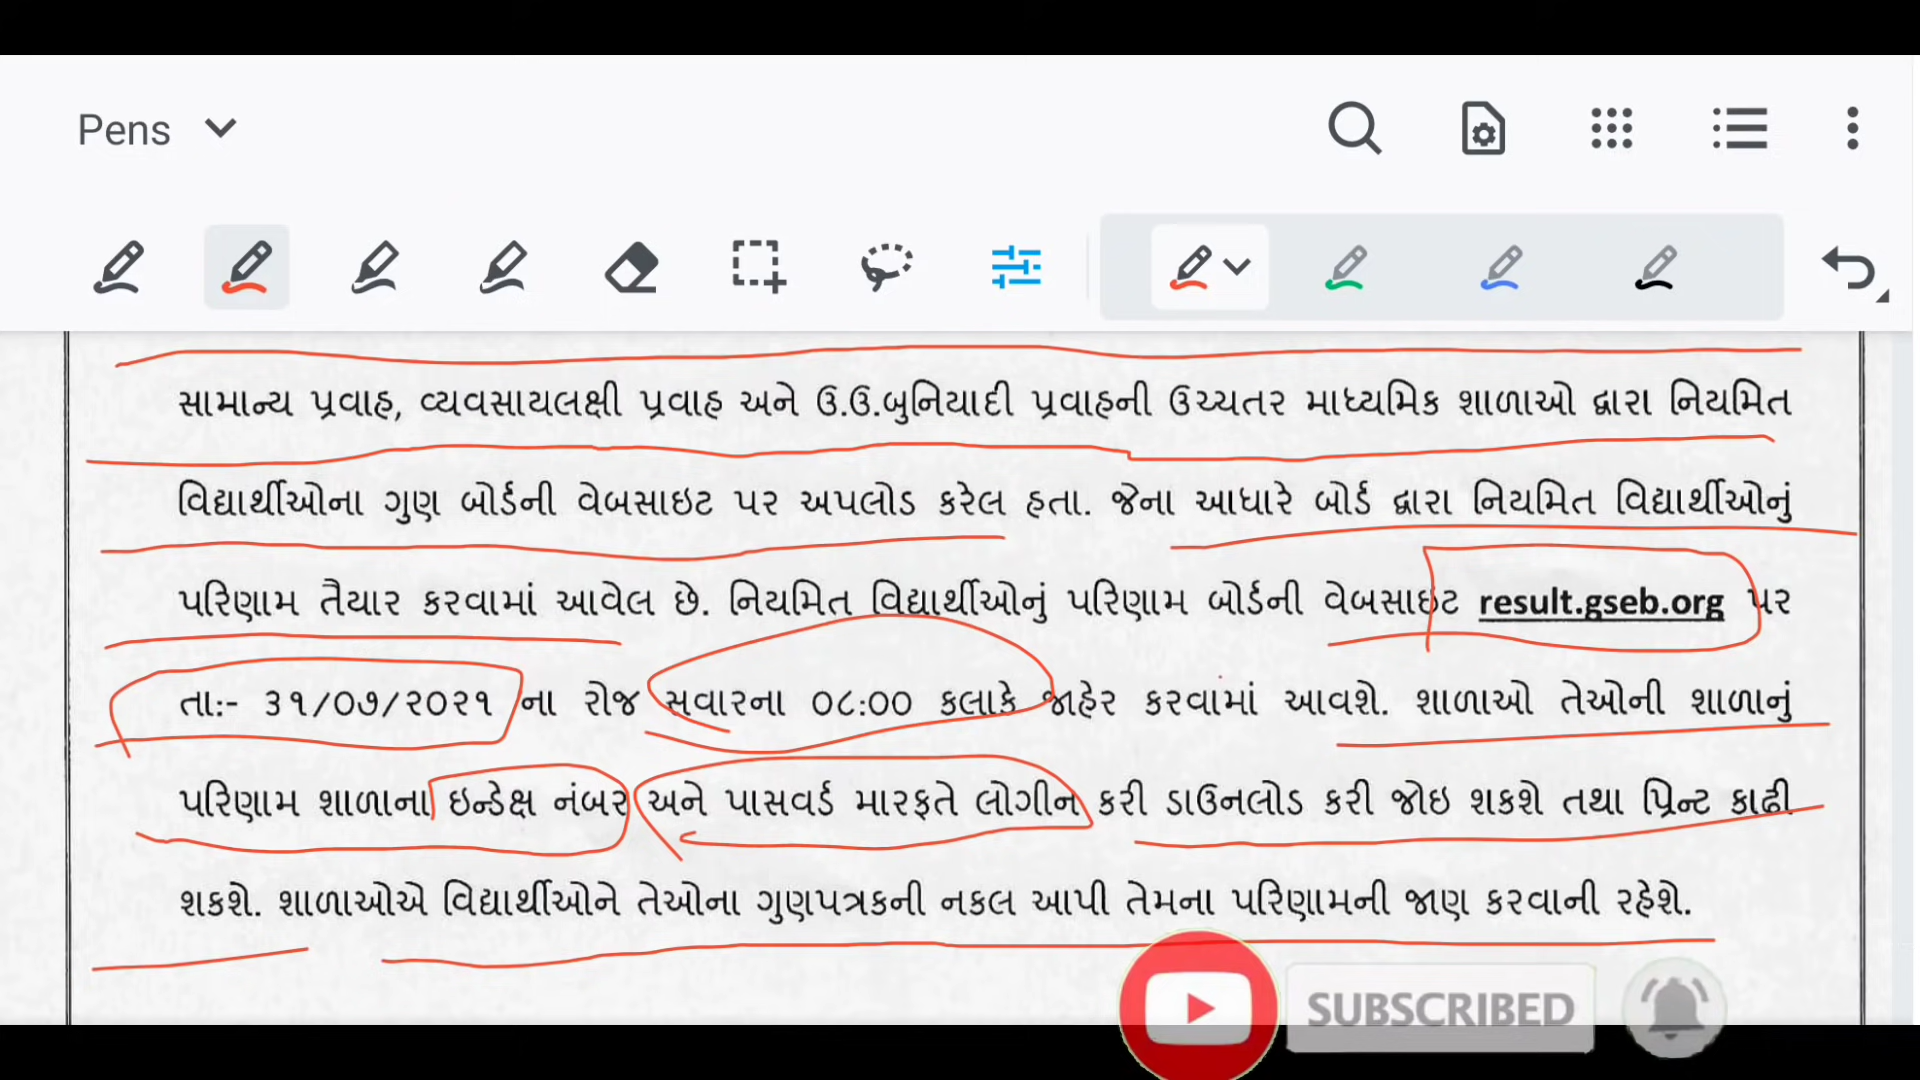 Pens
સામાન્ય પ્રવાહ, વ્યવસાયલક્ષી પ્રવાહ અને ઉ.ઉ.બુનિયાદી પ્રવાહની ઉચ્ચતર માધ્યમિક શાળાઓ દ્વારા નિયમિત
વિદ્યાર્થીઓના ગુણ બોર્ડની વેબસાઇટ પર અપલોડ કરેલ હતા. જેના આધારે બોર્ડ દ્વારા નિયમિત વિદ્યાર્થીઓનું
પરિણામ તૈયાર કરવામાં આવેલ છે. નિયમિત વિદ્યાર્થીઓનું પરિણામ બોર્ડની વેબસાઇટ result.gseb.org પર
તાઃ- ૩૧/૦૭/૨૦૨૧ ના રોજ સવારના ૦૮:૦૦ કલાકે જાહેર કરવામાં આવશે. શાળાઓ તેઓની શાળાનું
પરિણામ શાળાના ઇન્ડેક્ષ નંબર અને પાસવર્ડ મારફતે લોગીન કરી ડાઉનલોડ કરી જોઇ શકશે તથા પ્રિન્ટ કાઢી
શકશે. શાળાઓએ વિદ્યાર્થીઓને તેઓના ગુણપત્રકની નકલ આપી તેમના પરિણામની જાણ કરવાની રહેશે.
SUBSCRIBED